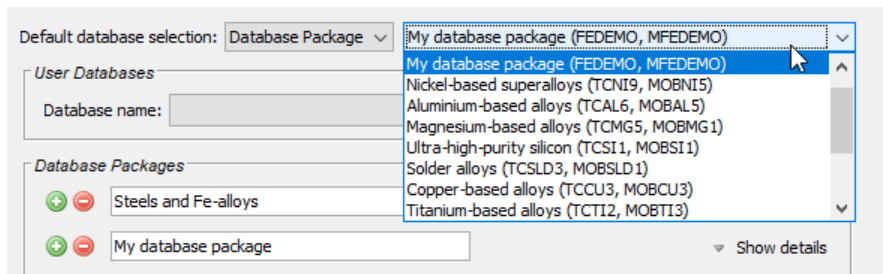 Default database selection: Database Package My database package (FEDEMO, MFEDEMO)
My database package (FEDEMO, MFEDEMO)
User Databases
Nickel-based superalloys (TCNI9, MOBNI5)
Database name: Aluminium-based alloys (TCAL6, MOBAL5)
Magnesium-based alloys (TCMG5, MOBMG1)
Ultra-high-purity silicon (TCSI1, MOBSI1)
Database Packages Solder alloys (TCSLD3, MOBSLD1)
Steels and Fe-alloys Copper-based alloys (TCCU3, MOBCU3)
Titanium-based alloys (TCTI2, MOBTI3)
My database package Show details